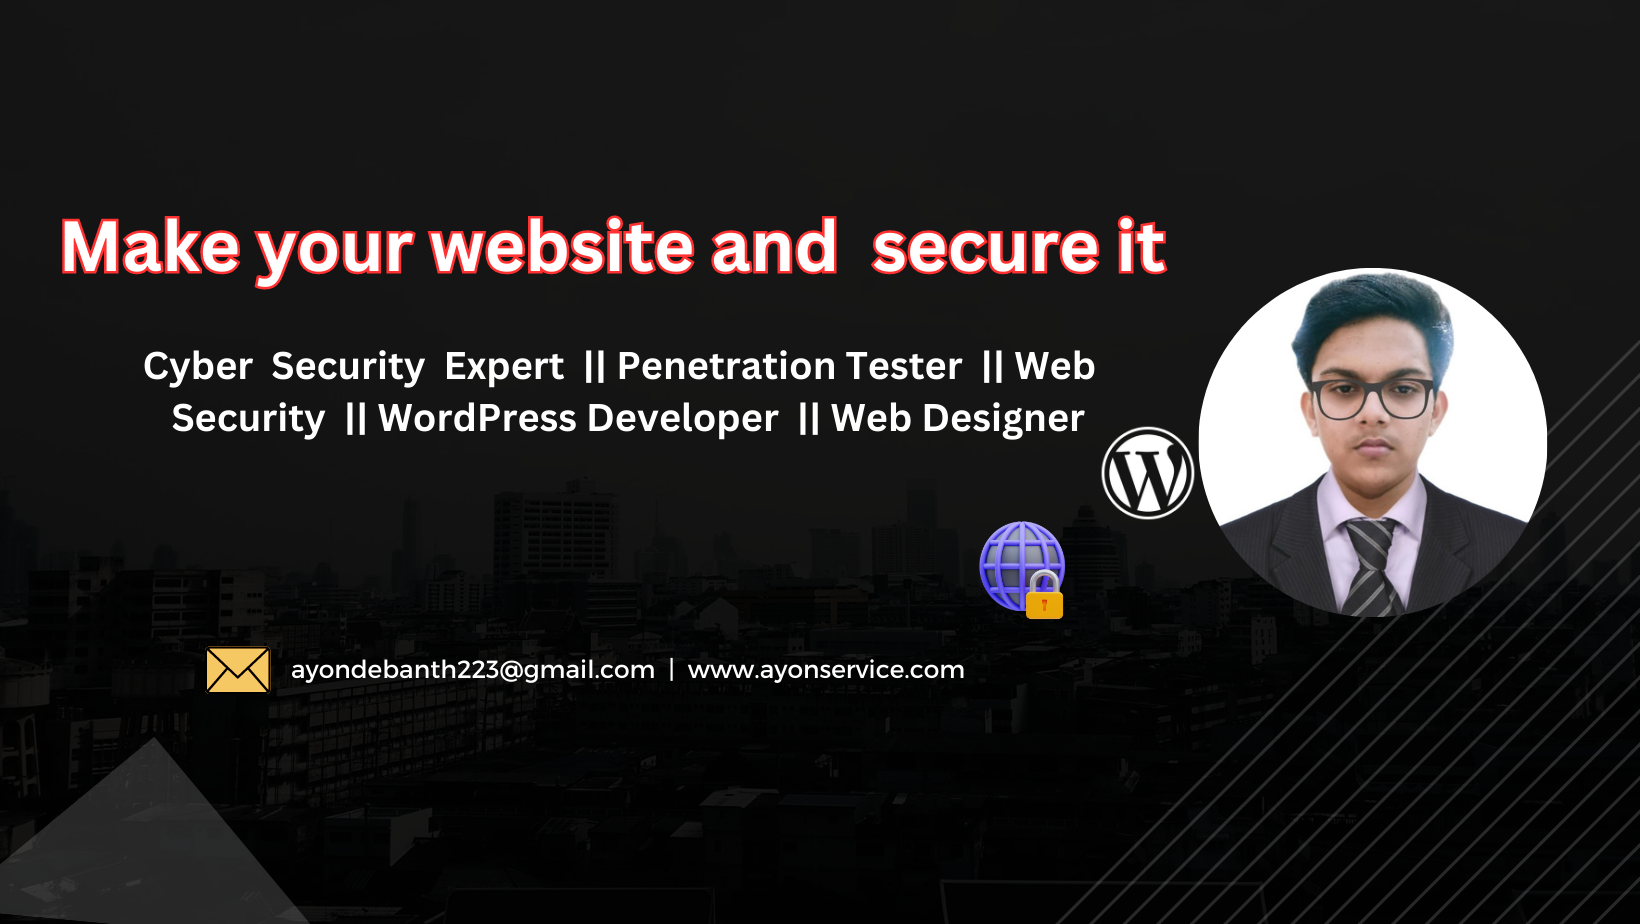 Make your website and secure it
Cyber Security Expert || Penetration Tester || Web
Security || WordPress Developer || Web Designer
W
ayondebanth223@gmail.com | www.ayonservice.com